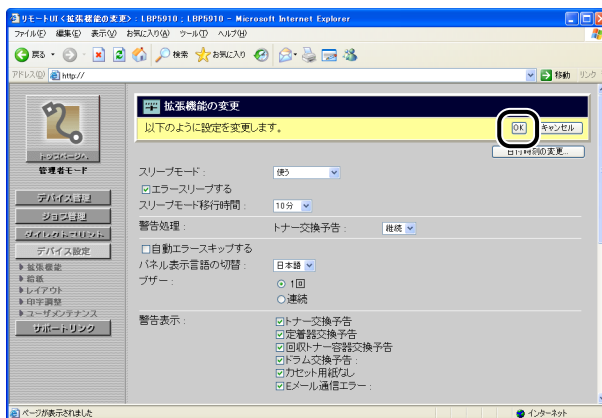 リモートUI<拡張機能の変更> : LBP5910 ; LBP5910 - Microsoft Internet Explorer
ファイル(F) 編集(E) 表示(V) お気に入り(A) ツール(T) ヘルプ(H)
戻る 検索 お気に入り
アドレス(D) http:// 移動 リンク
拡張機能の変更
以下のように設定を変更します。 OK キャンセル
日付時刻の変更...
トップページへ
管理者モード
デバイス管理
ジョブ管理
ダイレクトプリント
デバイス設定
拡張機能
給紙
レイアウト
印字調整
ユーザメンテナンス
サポートリンク
スリープモード : 使う
エラースリープする
スリープモード移行時間 : 10分
警告処理 : トナー交換予告 : 継続
自動エラースキップする
パネル表示言語の切替 : 日本語
ブザー : 1回
連続
警告表示 : トナー交換予告
定着器交換予告
回収トナー容器交換予告
ドラム交換予告 :
カセット用紙なし
Eメール通信エラー :
ページが表示されました インターネット